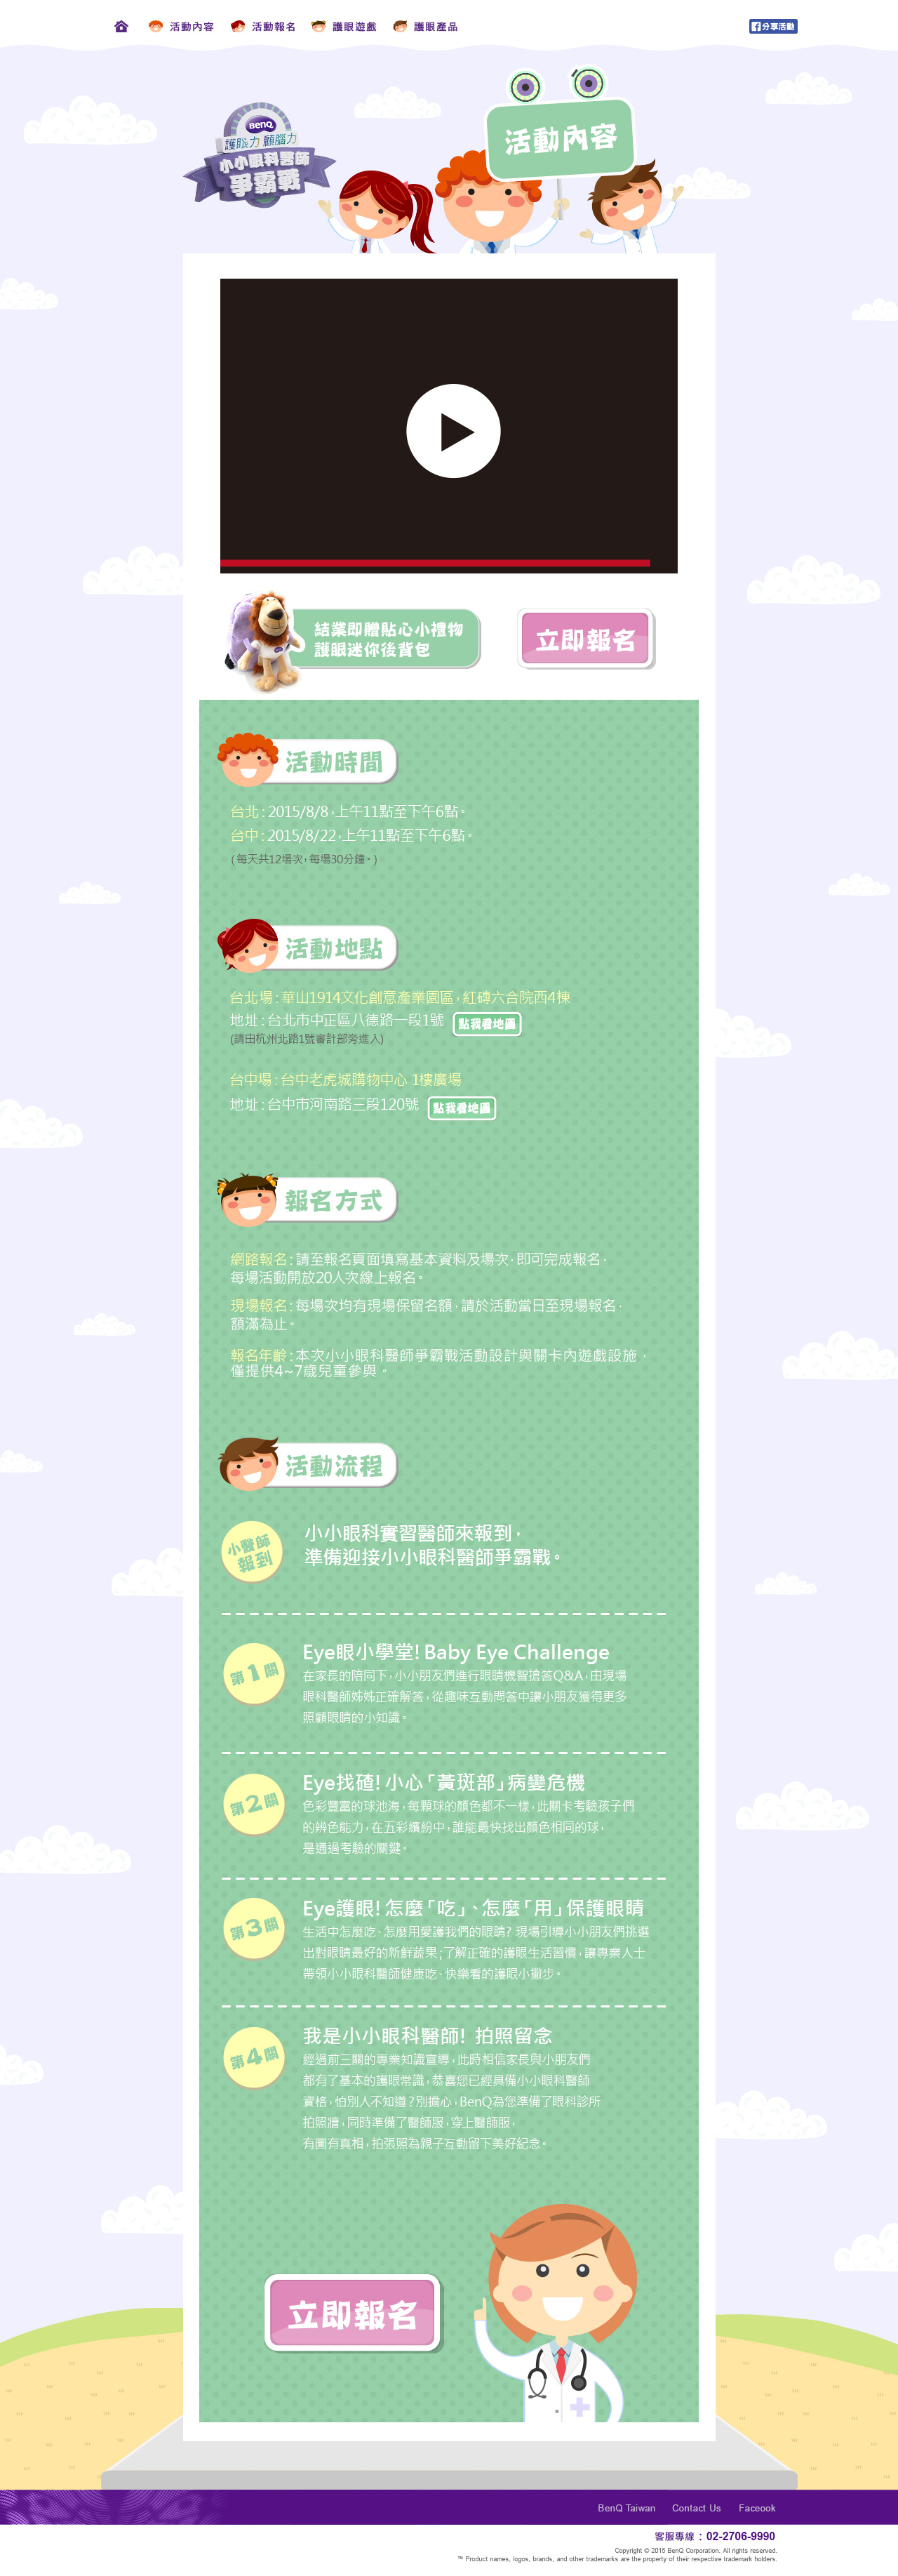 活動內容
活動報名
護眼遊戲
護眼產品
分享活動
BenQ
護眼力 顧腦力
小小眼科醫師
爭霸戰
活動內容
結業即贈貼心小禮物
護眼迷你後背包
立即報名
活動時間
台北：2015/8/8，上午11點至下午6點。
台中：2015/8/22，上午11點至下午6點。
(每天共12場次，每場30分鐘。)
活動地點
台北場：華山1914文化創意產業園區，紅磚六合院西4棟
地址：台北市中正區八德路一段1號 點我看地圖
(請由杭州北路1號審計部旁進入)
台中場：台中老虎城購物中心 1樓廣場
地址：台中市河南路三段120號 點我看地圖
報名方式
網路報名：請至報名頁面填寫基本資料及場次，即可完成報名，
每場活動開放20人次線上報名。
現場報名：每場次均有現場保留名額，請於活動當日至現場報名，
額滿為止。
報名年齡：本次小小眼科醫師爭霸戰活動設計與關卡內遊戲設施，
僅提供4~7歲兒童參與。
活動流程
小醫師
報到
小小眼科實習醫師來報到，
準備迎接小小眼科醫師爭霸戰。
第1關
Eye眼小學堂! Baby Eye Challenge
在家長的陪同下，小小朋友們進行眼睛機智搶答Q&A，由現場
眼科醫師姊姊正確解答，從趣味互動問答中讓小朋友獲得更多
照顧眼睛的小知識。
第2關
Eye找碴! 小心「黃斑部」病變危機
色彩豐富的球池海，每顆球的顏色都不一樣，此關卡考驗孩子們
的辨色能力，在五彩繽紛中，誰能最快找出顏色相同的球，
是通過考驗的關鍵。
第3關
Eye護眼! 怎麼「吃」、怎麼「用」保護眼睛
生活中怎麼吃、怎麼用愛護我們的眼睛? 現場引導小小朋友們挑選
出對眼睛最好的新鮮蔬果；了解正確的護眼生活習慣，讓專業人士
帶領小小眼科醫師健康吃、快樂看的護眼小撇步。
第4關
我是小小眼科醫師! 拍照留念
經過前三關的專業知識宣導，此時相信家長與小朋友們
都有了基本的護眼常識，恭喜您已經具備小小眼科醫師
資格，怕別人不知道？別擔心，BenQ為您準備了眼科診所
拍照牆，同時準備了醫師服，穿上醫師服，
有圖有真相，拍張照為親子互動留下美好紀念。
立即報名
BenQ Taiwan
Contact Us
Faceook
客服專線：02-2706-9990
Copyright © 2015 BenQ Corporation. All rights reserved.
™ Product names, logos, brands, and other trademarks are the property of their respective trademark holders.